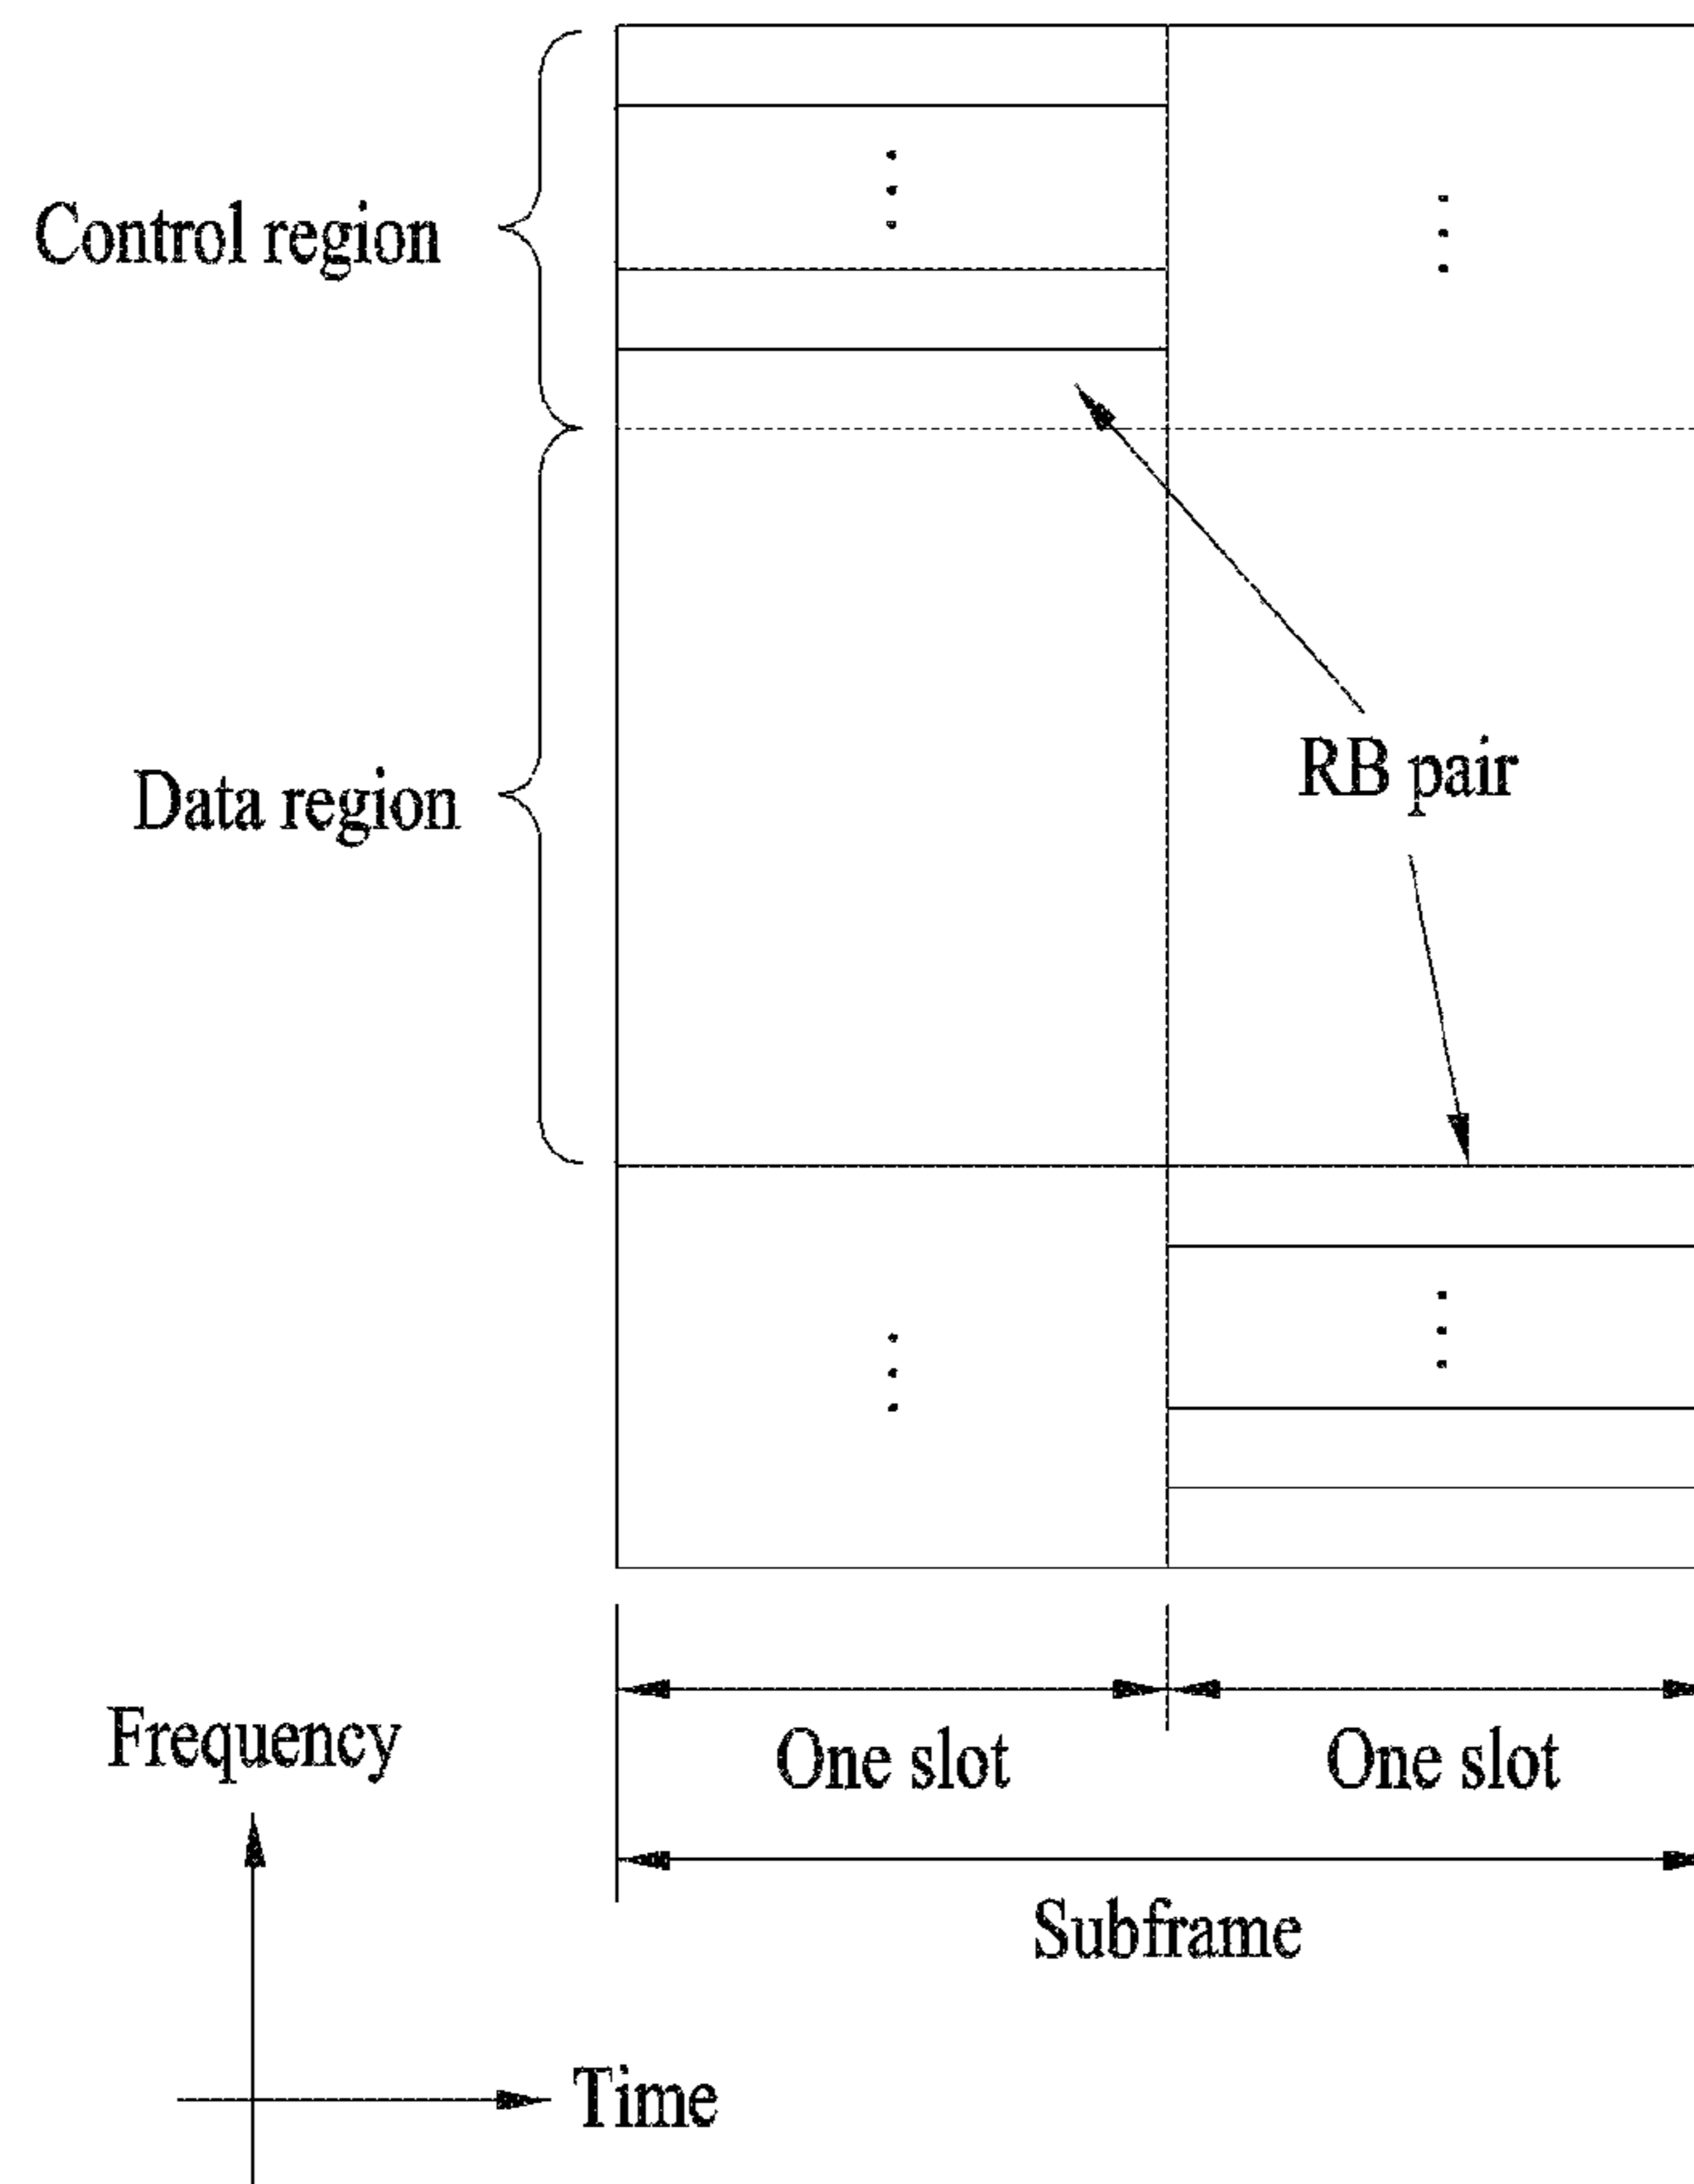 Control region
Data region
RB pair
One slot
One slot
Subframe
Frequency
Time